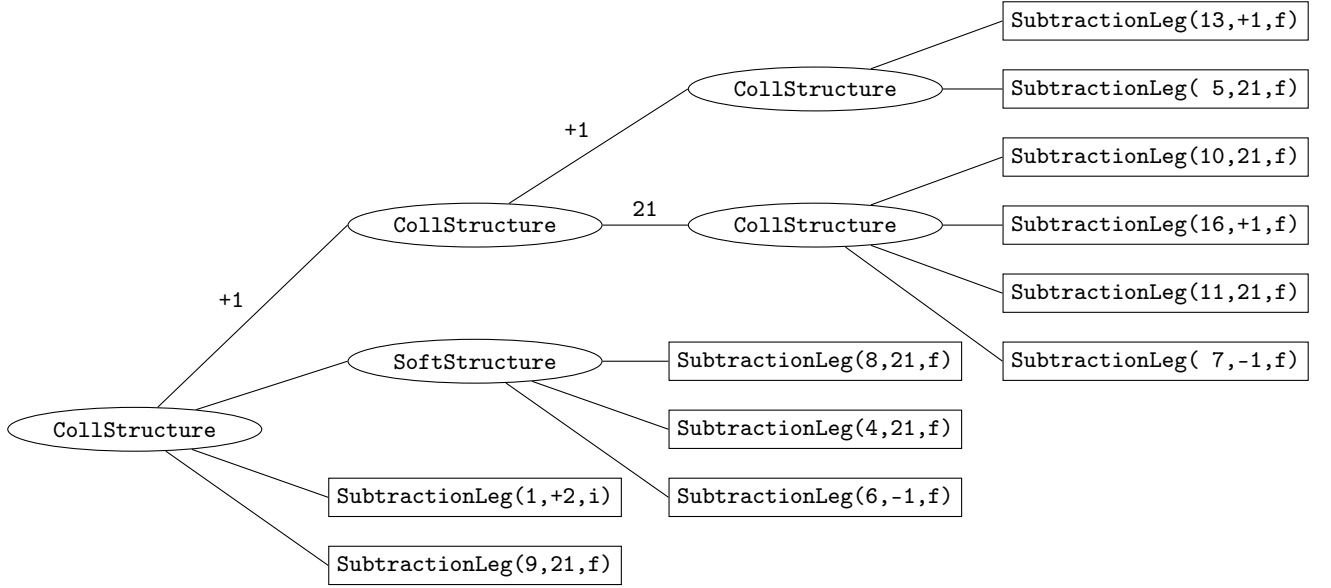 SubtractionLeg(13,+1,f)
CollStructure
SubtractionLeg( 5,21,f)
+1
SubtractionLeg(10,21,f)
CollStructure
21
CollStructure
SubtractionLeg(16,+1,f)
+1
SubtractionLeg(11,21,f)
SoftStructure
SubtractionLeg(8,21,f)
SubtractionLeg( 7,-1,f)
CollStructure
SubtractionLeg(4,21,f)
SubtractionLeg(1,+2,i)
SubtractionLeg(6,-1,f)
SubtractionLeg(9,21,f)